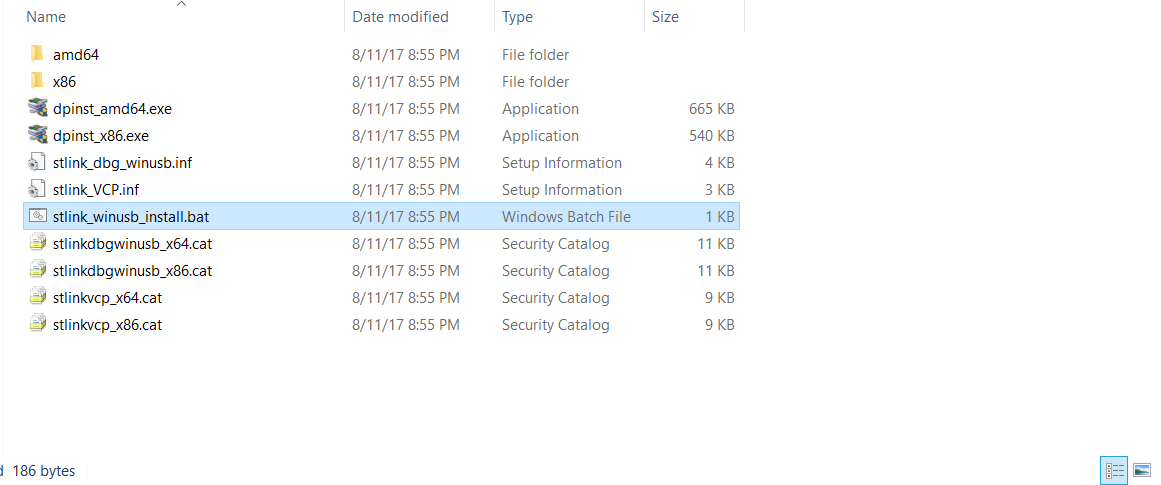 Name Date modified Type Size
amd64 8/11/17 8:55 PM File folder
x86 8/11/17 8:55 PM File folder
dpinst_amd64.exe 8/11/17 8:55 PM Application 665 KB
dpinst_x86.exe 8/11/17 8:55 PM Application 540 KB
stlink_dbg_winusb.inf 8/11/17 8:55 PM Setup Information 4 KB
stlink_VCP.inf 8/11/17 8:55 PM Setup Information 3 KB
stlink_winusb_install.bat 8/11/17 8:55 PM Windows Batch File 1 KB
stlinkdbgwinusb_x64.cat 8/11/17 8:55 PM Security Catalog 11 KB
stlinkdbgwinusb_x86.cat 8/11/17 8:55 PM Security Catalog 11 KB
stlinkvcp_x64.cat 8/11/17 8:55 PM Security Catalog 9 KB
stlinkvcp_x86.cat 8/11/17 8:55 PM Security Catalog 9 KB
186 bytes